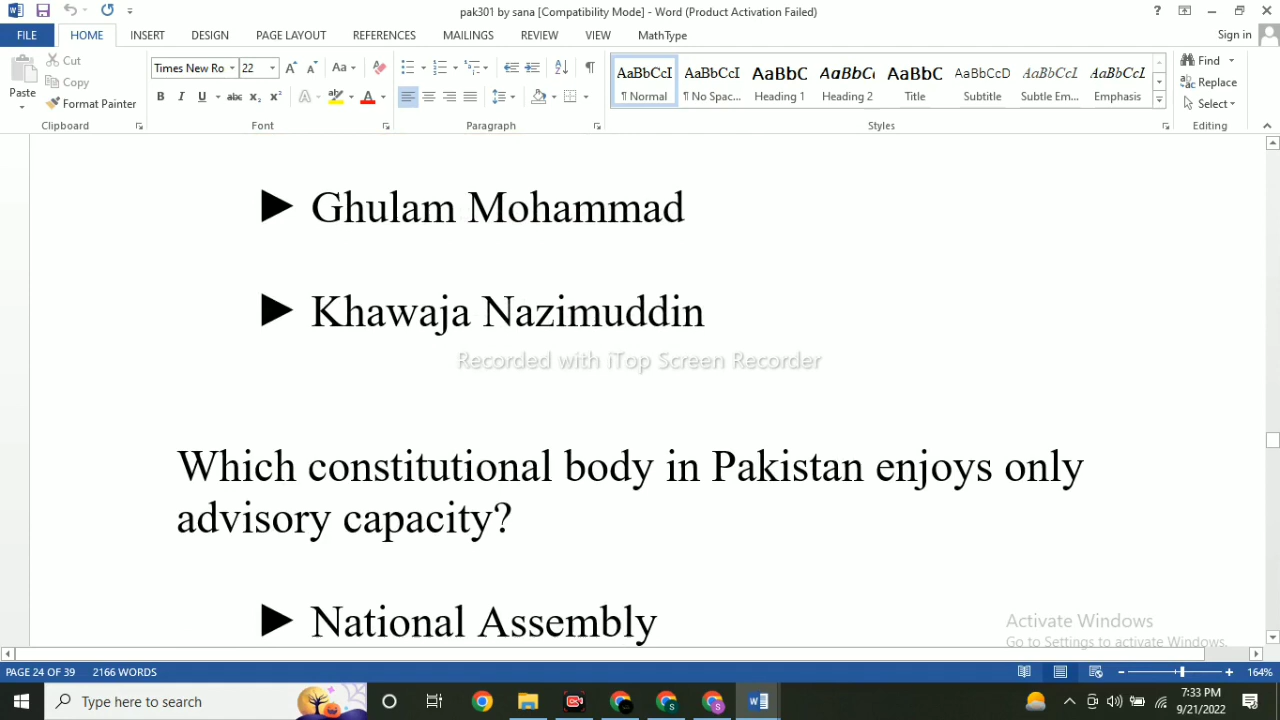 pak301 by sana [Compatibility Mode] - Word (Product Activation Failed)
?
FILE HOME INSERT DESIGN PAGE LAYOUT REFERENCES MAILINGS REVIEW VIEW MathType Sign in
Paste
Cut
Copy
Format Painter
Clipboard
Times New Ro 22
Font
Paragraph
AaBbCcI AaBbCcI AaBbC AaBbCc AaBbC AaBbCcD AaBbCcI AaBbCcI
¶ Normal ¶ No Spac... Heading 1 Heading 2 Title Subtitle Subtle Em... Emphasis
Styles
Find
Replace
Select
Editing
► Ghulam Mohammad
► Khawaja Nazimuddin
Recorded with iTop Screen Recorder
Which constitutional body in Pakistan enjoys only
advisory capacity?
► National Assembly
Activate Windows
Go to Settings to activate Windows.
PAGE 24 OF 39 2166 WORDS 164%
Type here to search
7:33 PM
9/21/2022